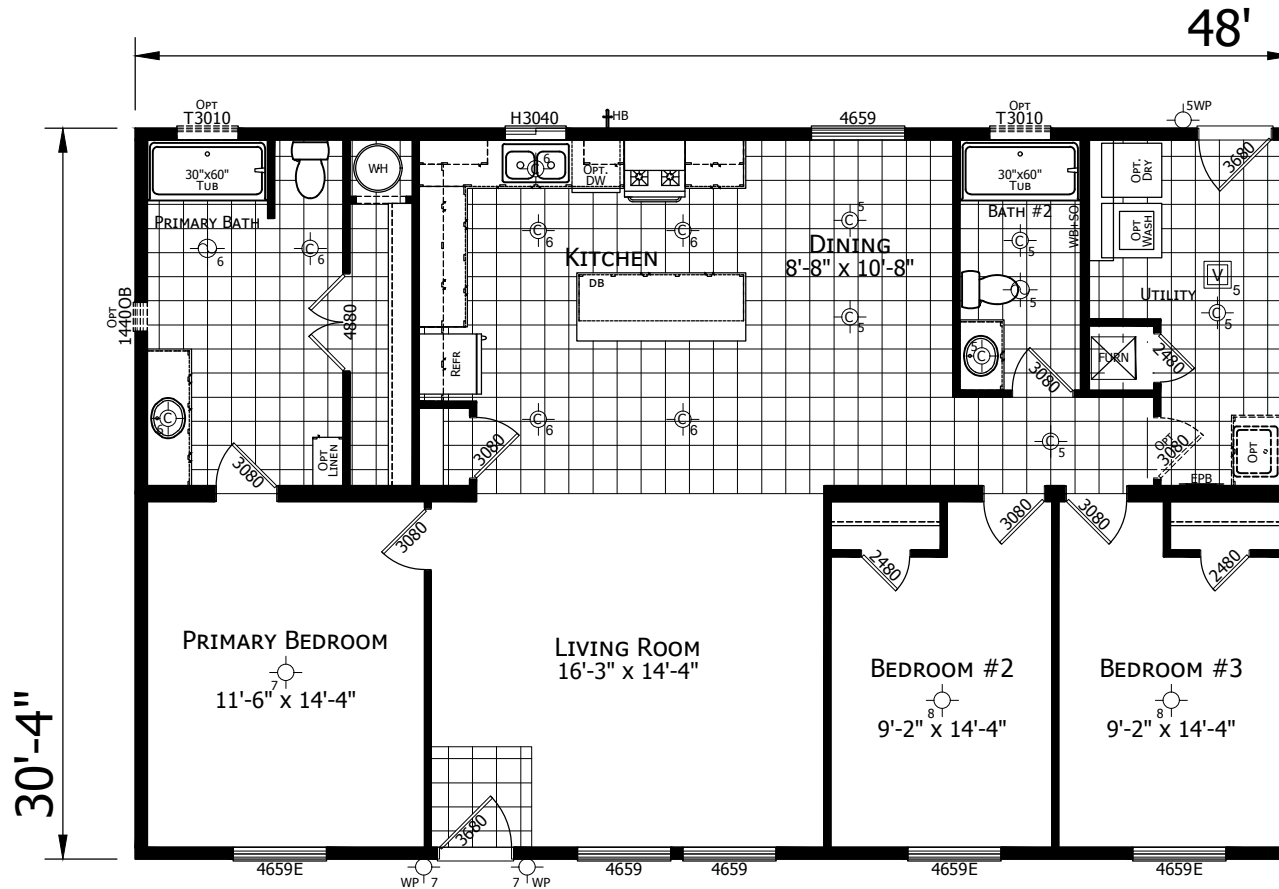 48'
OPT
T3010
H3040
HB
4659
OPT
T3010
5WP
30"x60"
TUB
WH
6
OPT.
DW
30"x60"
TUB
OPT.
DRY
3680
PRIMARY BATH
6
C
6
C
6
C
6
KITCHEN
DB
5
DINING
8'-8" x 10'-8"
C
5
BATH #2
C
5
WB+SO
OPT
WASH
V
5
UTILITY
C
5
5
OPT
1440OB
4880
REFR
5
C
3080
FURN
2480
C
6
OPT
LINEN
3080
3080
C
6
C
6
C
5
OPT
3080
OPT
EPB
3080
3080
3080
2480
2480
PRIMARY BEDROOM
7
11'-6" x 14'-4"
LIVING ROOM
16'-3" x 14'-4"
BEDROOM #2
8
9'-2" x 14'-4"
BEDROOM #3
8
9'-2" x 14'-4"
30'-4"
3680
4659E
WP 7
7 WP
4659
4659
4659E
4659E